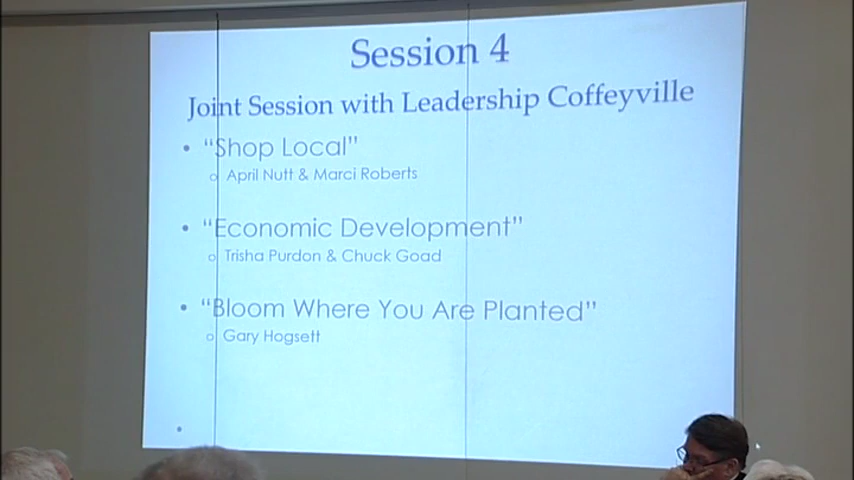 Session 4
Joint Session with Leadership Coffeyville
• "Shop Local"
o April Nutt & Marci Roberts
• "Economic Development"
o Trisha Purdon & Chuck Goad
• "Bloom Where You Are Planted"
o Gary Hogsett
•